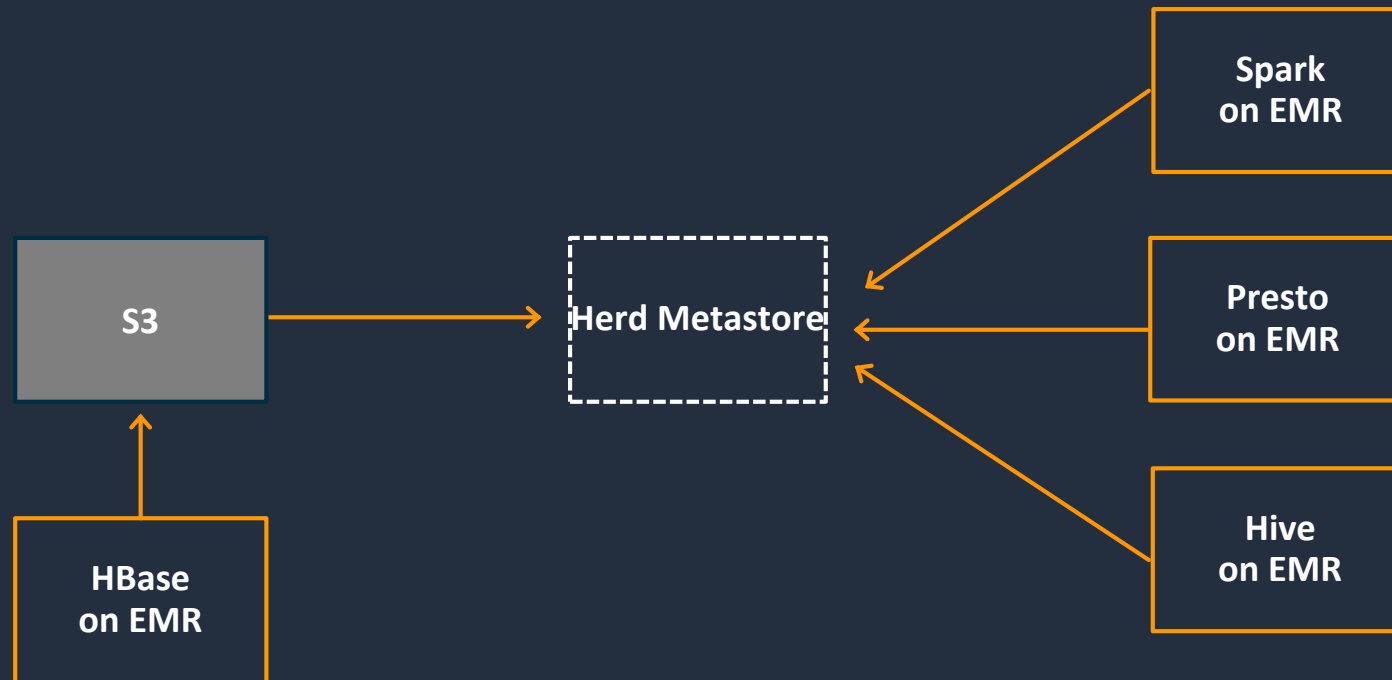 Spark
on EMR
S3
Herd Metastore
Presto
on EMR
HBase
on EMR
Hive
on EMR